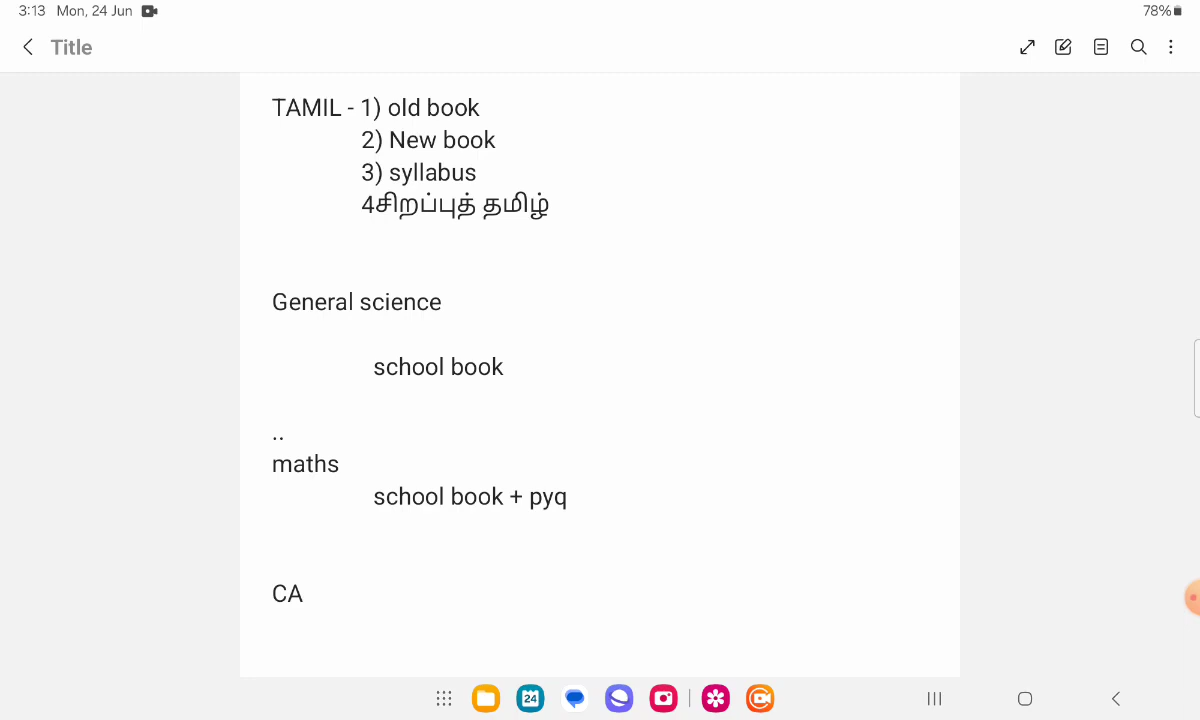 3:13 Mon, 24 Jun
78%
Title
TAMIL - 1) old book
2) New book
3) syllabus
4சிறப்புத் தமிழ்
General science
school book
..
maths
school book + pyq
CA
24